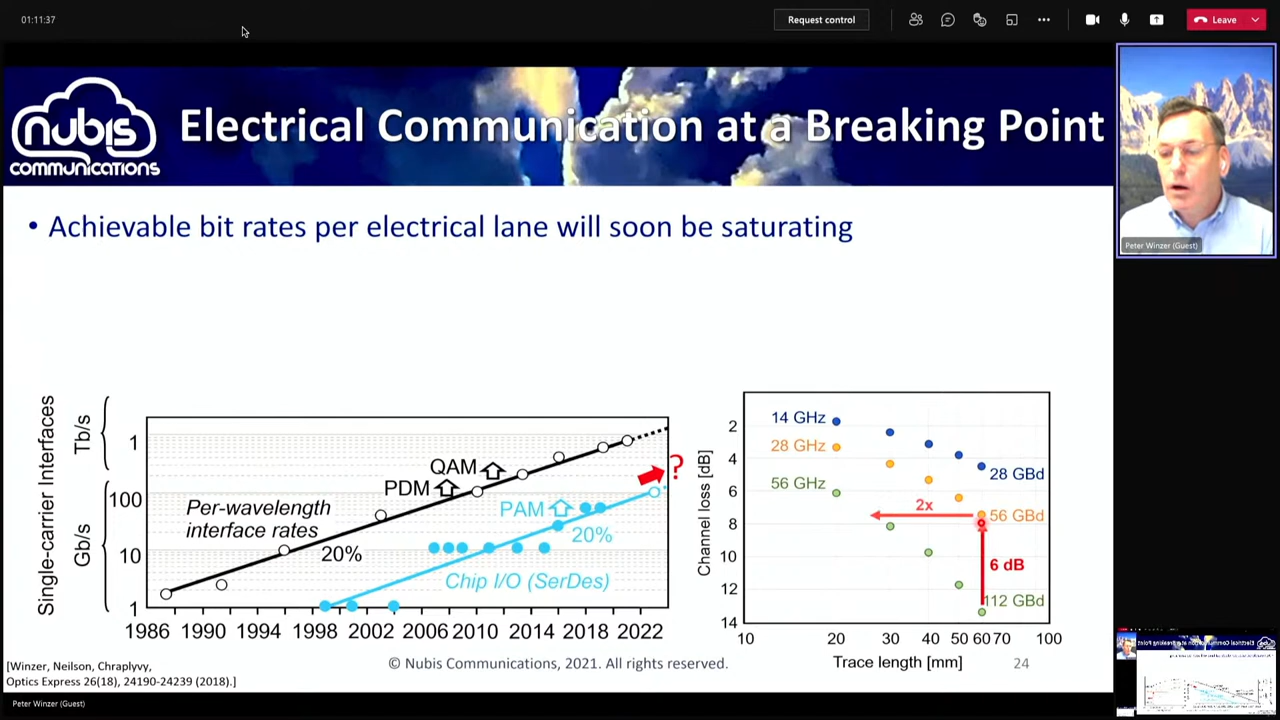 01:11:37
Request control
Leave
nubis
communications
Electrical Communication at a Breaking Point
Peter Winzer (Guest)
• Achievable bit rates per electrical lane will soon be saturating
Single-carrier Interfaces
Tb/s
Gb/s
1
100
10
1
QAM
PDM
PAM
?
Per-wavelength
interface rates
20%
20%
Chip I/O (SerDes)
1986 1990 1994 1998 2002 2006 2010 2014 2018 2022
Channel loss [dB]
2
4
6
8
10
12
14
14 GHz
28 GHz
56 GHz
28 GBd
56 GBd
2x
6 dB
112 GBd
10 20 30 40 50 60 70 100
Trace length [mm]
[Winzer, Neilson, Chraplyvy,
Optics Express 26(18), 24190-24239 (2018).]
© Nubis Communications, 2021. All rights reserved.
24
Peter Winzer (Guest)